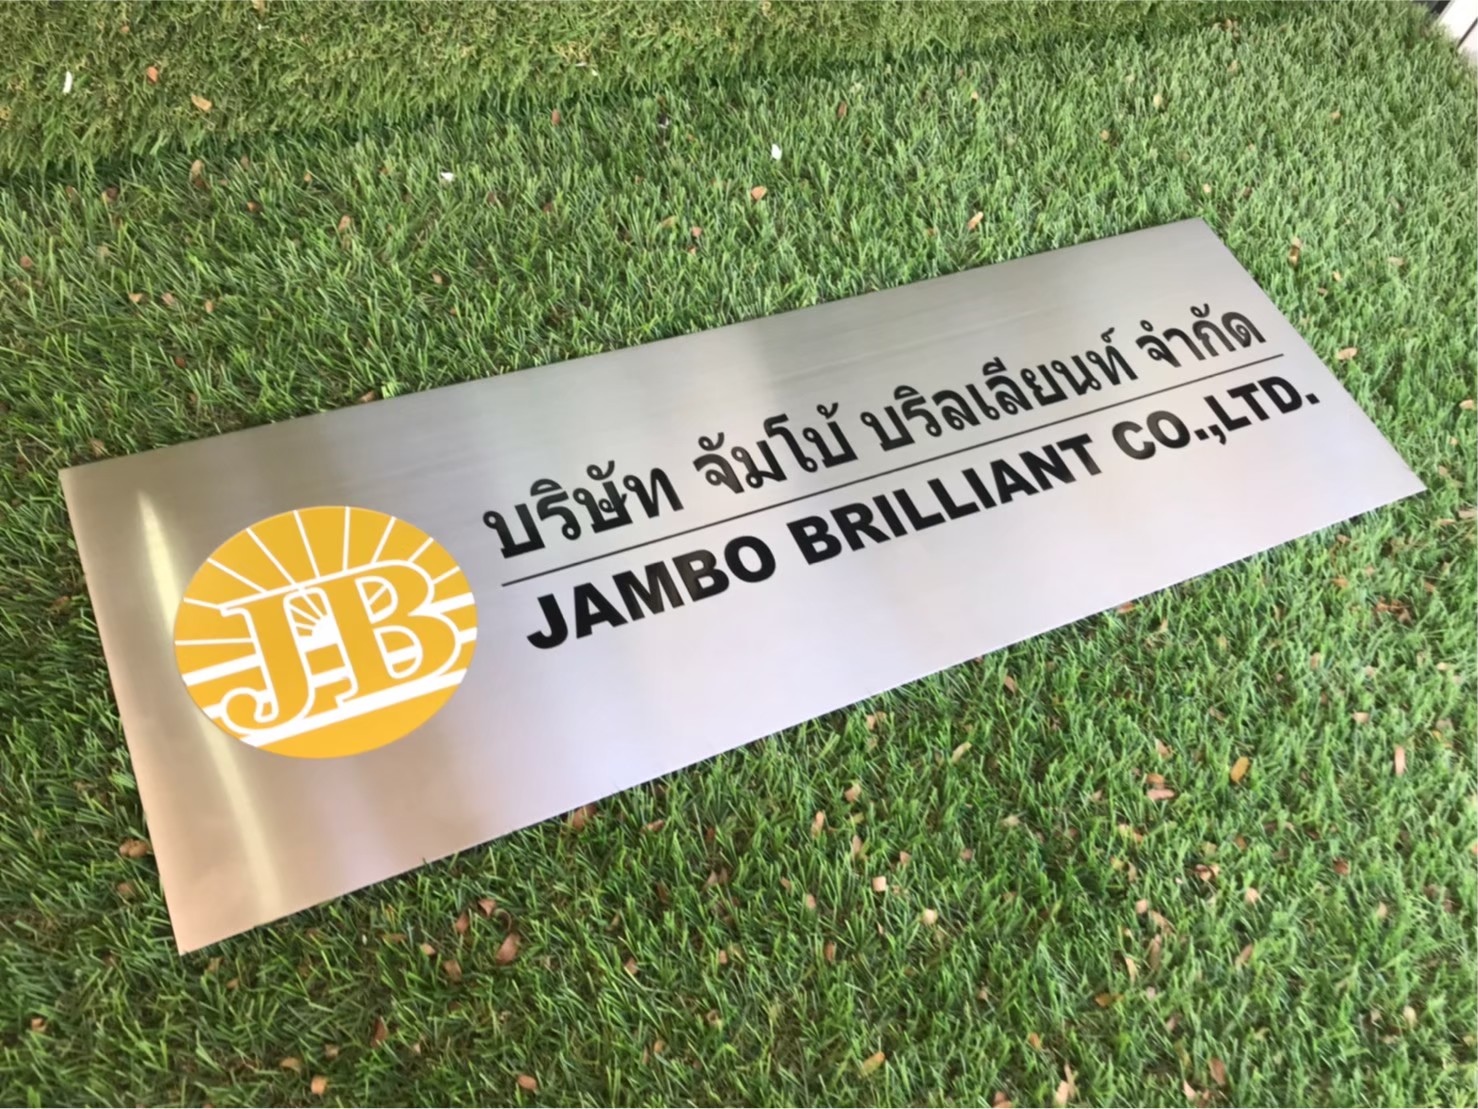 JB
บริษัท จัมโบ้ บริลเลียนท์ จำกัด
JAMBO BRILLIANT CO.,LTD.